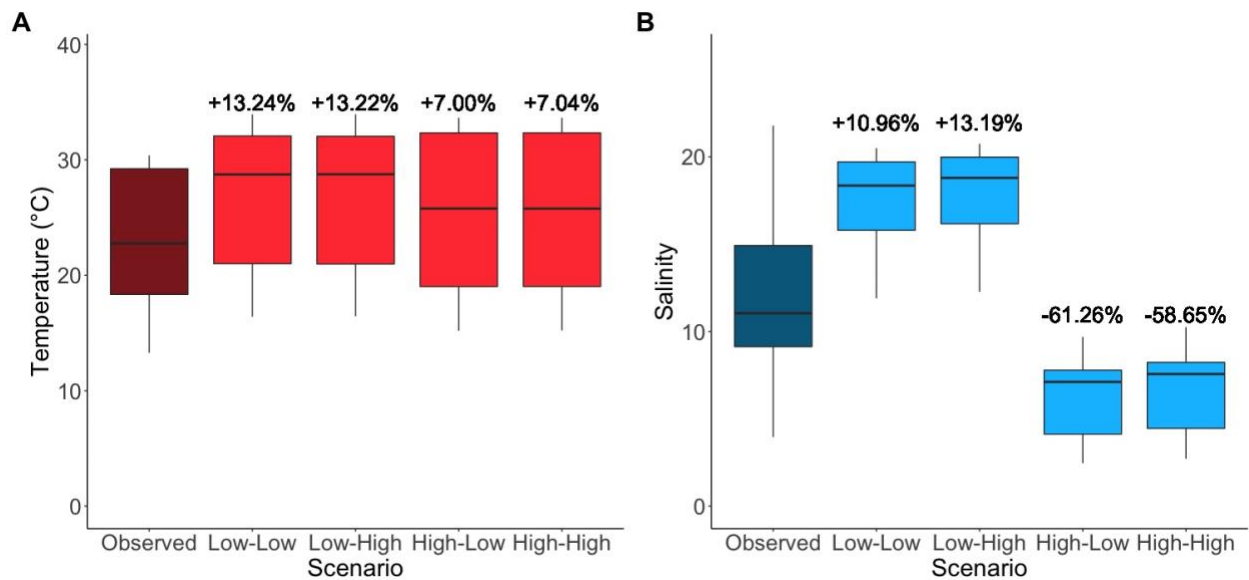 A
Temperature (°C)
40
30
20
10
0
+13.24% +13.22% +7.00% +7.04%
Observed Low-Low Low-High High-Low High-High
Scenario
B
Salinity
20
10
0
+10.96% +13.19%
-61.26% -58.65%
Observed Low-Low Low-High High-Low High-High
Scenario